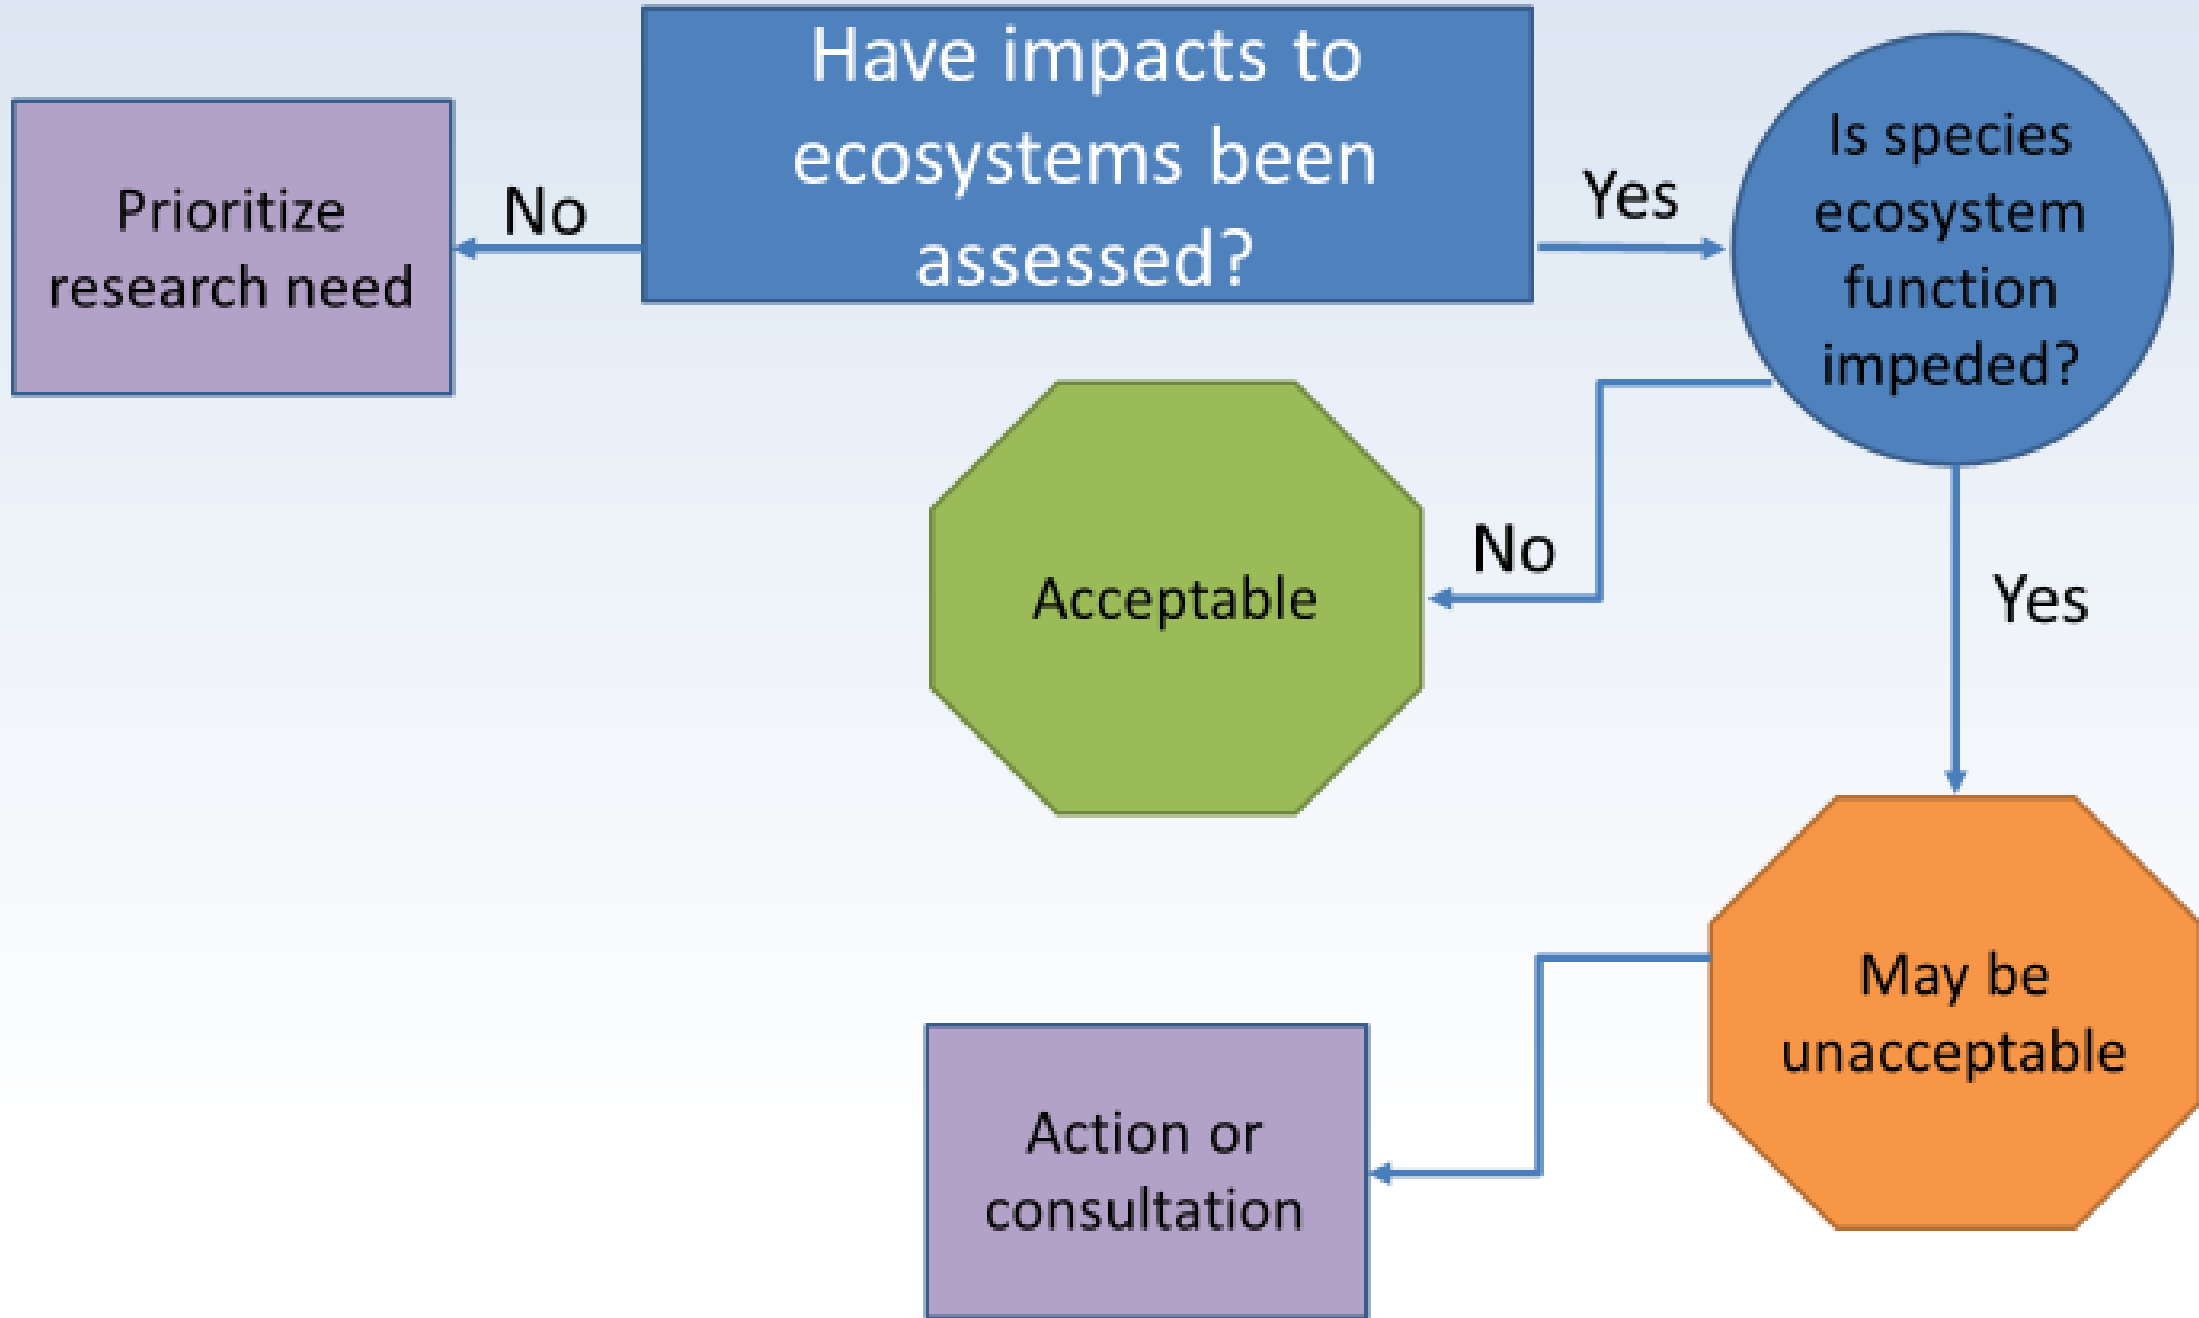 Have impacts to
ecosystems been
assessed?
Prioritize
research need
No
Yes
Is species
ecosystem
function
impeded?
No
Acceptable
Yes
May be
unacceptable
Action or
consultation